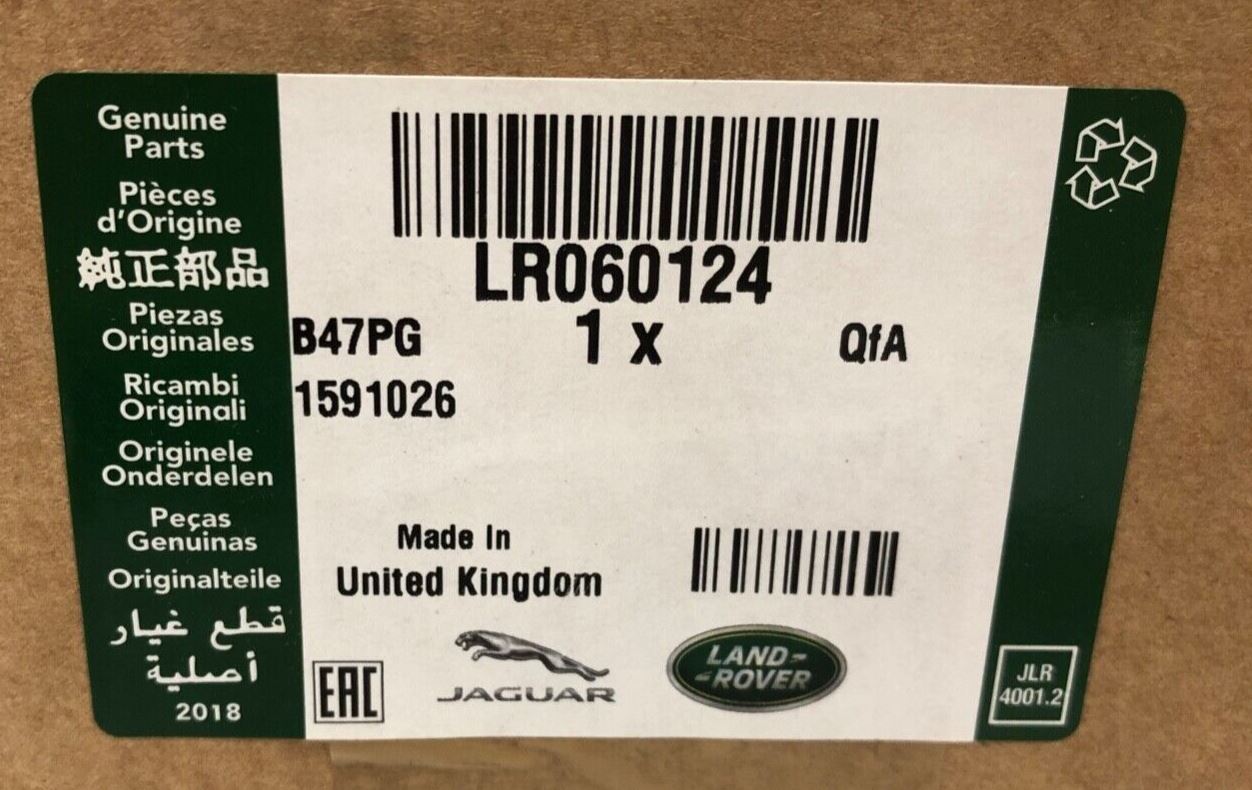 Genuine
Parts
Pièces
d'Origine
純正部品
Piezas
Originales
Ricambi
Originali
Originele
Onderdelen
Peças
Genuinas
Originalteile
قطع غيار
أصلية
2018
LR060124
B47PG
1 x
QfA
1591026
Made In
United Kingdom
EAC
JAGUAR
LAND-
-ROVER
JLR
4001.2